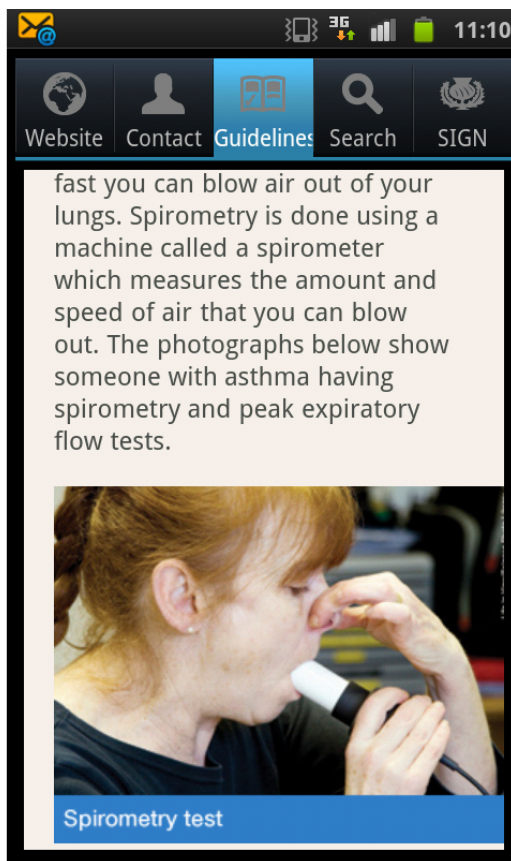 3G
11:10
Website Contact Guidelines Search SIGN
fast you can blow air out of your
lungs. Spirometry is done using a
machine called a spirometer
which measures the amount and
speed of air that you can blow
out. The photographs below show
someone with asthma having
spirometry and peak expiratory
flow tests.
Spirometry test